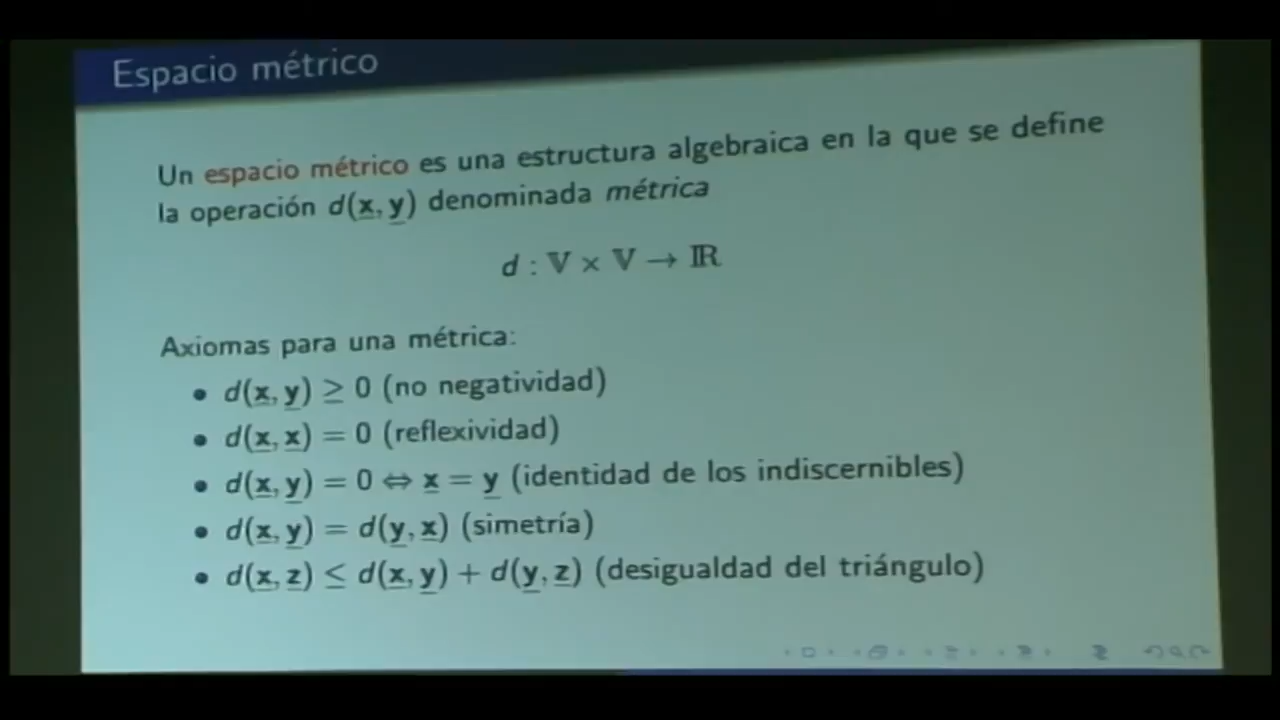 Espacio métrico
Un espacio métrico es una estructura algebraica en la que se define
la operación d(x, y) denominada métrica
d : 𝕍 × 𝕍 → ℝ
Axiomas para una métrica:
• d(x, y) ≥ 0 (no negatividad)
• d(x, x) = 0 (reflexividad)
• d(x, y) = 0 ⇔ x = y (identidad de los indiscernibles)
• d(x, y) = d(y, x) (simetría)
• d(x, z) ≤ d(x, y) + d(y, z) (desigualdad del triángulo)